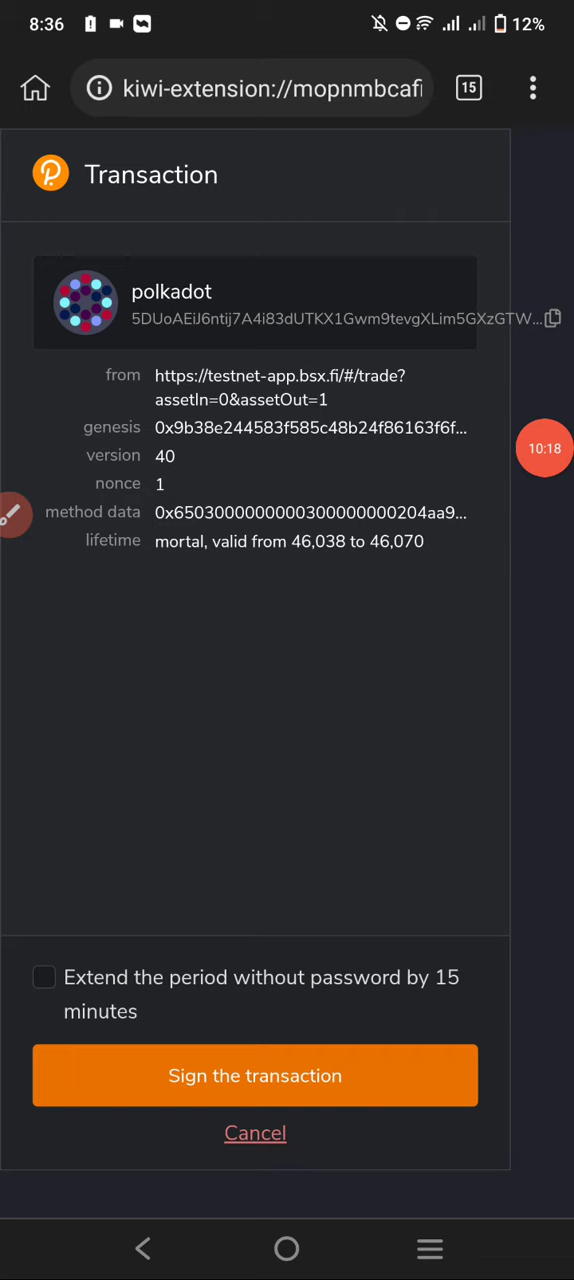 8:36
12%
kiwi-extension://mopnmbcafi
15
Transaction
polkadot
5DUoAEiJ6ntij7A4i83dUTKX1Gwm9tevgXLim5GXzGTW...
from https://testnet-app.bsx.fi/#/trade?
assetIn=0&assetOut=1
genesis 0x9b38e244583f585c48b24f86163f6f...
version 40
nonce 1
method data 0x6503000000000300000000204aa9...
lifetime mortal, valid from 46,038 to 46,070
10:18
Extend the period without password by 15
minutes
Sign the transaction
Cancel